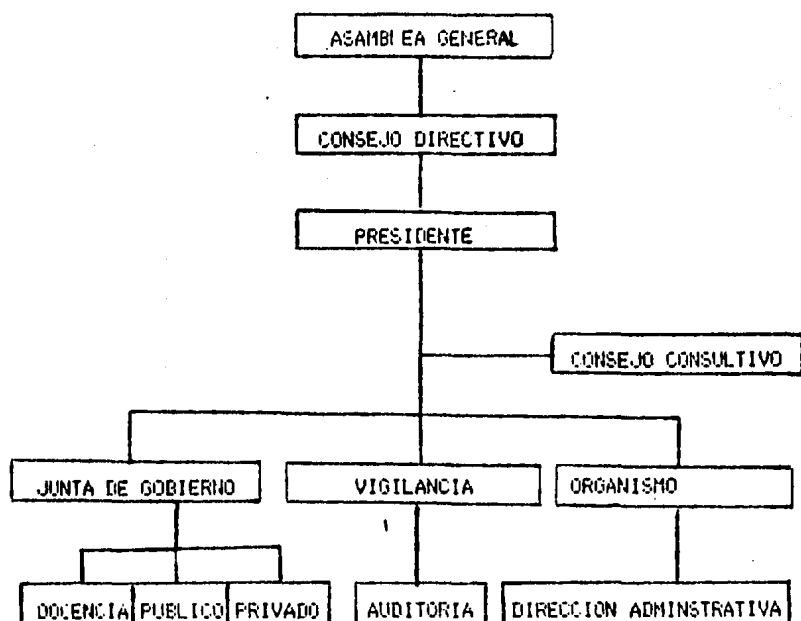 ASAMBLEA GENERAL
CONSEJO DIRECTIVO
PRESIDENTE
CONSEJO CONSULTIVO
JUNTA DE GOBIERNO
VIGILANCIA
ORGANISMO
DOCENCIA
PUBLICO
PRIVADO
AUDITORIA
DIRECCION ADMINSTRATIVA